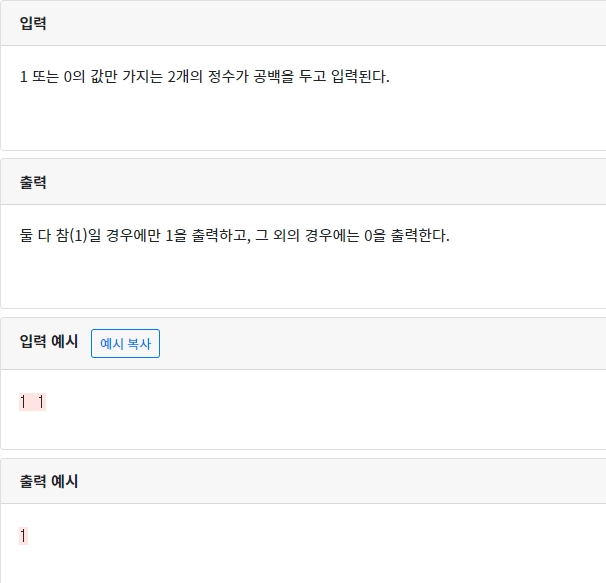 입력
1 또는 0의 값만 가지는 2개의 정수가 공백을 두고 입력된다.
출력
둘 다 참(1)일 경우에만 1을 출력하고, 그 외의 경우에는 0을 출력한다.
입력 예시 예시 복사
1 1
출력 예시
1